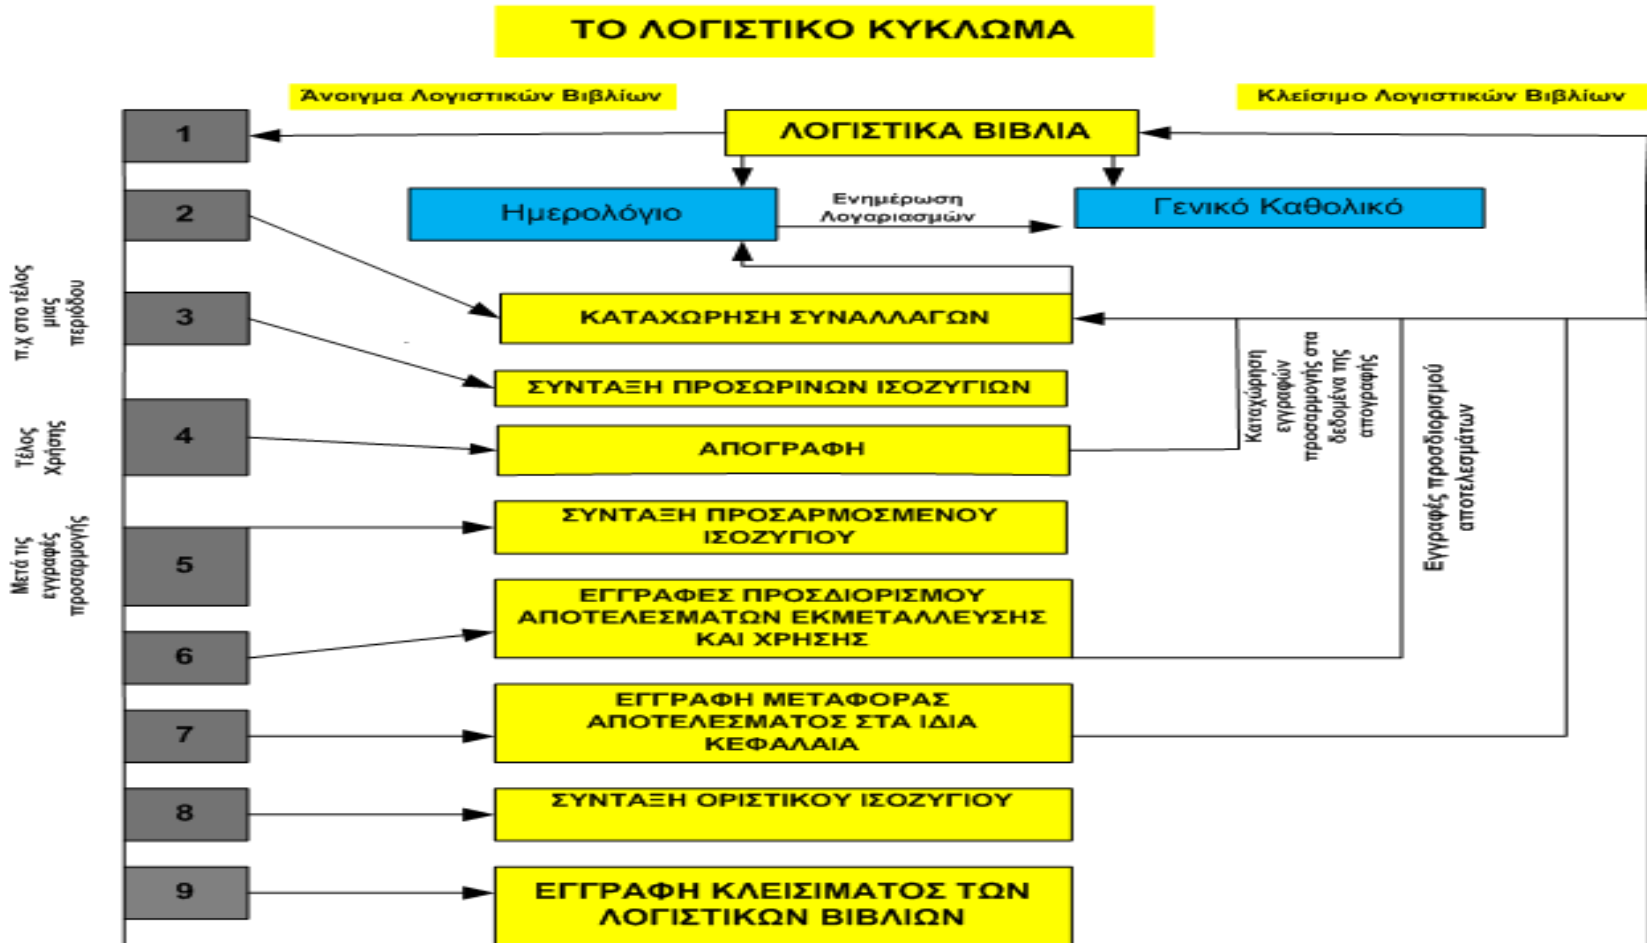 ΤΟ ΛΟΓΙΣΤΙΚΟ ΚΥΚΛΩΜΑ
Άνοιγμα Λογιστικών Βιβλίων
Κλείσιμο Λογιστικών Βιβλίων
1
ΛΟΓΙΣΤΙΚΑ ΒΙΒΛΙΑ
2
Ημερολόγιο
Ενημέρωση
Λογαριασμών
Γενικό Καθολικό
π.χ στο τέλος
μιας
περιόδου
3
ΚΑΤΑΧΩΡΗΣΗ ΣΥΝΑΛΛΑΓΩΝ
ΣΥΝΤΑΞΗ ΠΡΟΣΩΡΙΝΩΝ ΙΣΟΖΥΓΙΩΝ
Καταχώρηση
εγγραφών
προσαρμογής στα
δεδομένα της
απογραφής
Εγγραφές προσδιορισμού
αποτελεσμάτων
Τέλος
Χρήσης
4
ΑΠΟΓΡΑΦΗ
Μετά τις
εγγραφές
προσαρμογής
5
ΣΥΝΤΑΞΗ ΠΡΟΣΑΡΜΟΣΜΕΝΟΥ
ΙΣΟΖΥΓΙΟΥ
6
ΕΓΓΡΑΦΕΣ ΠΡΟΣΔΙΟΡΙΣΜΟΥ
ΑΠΟΤΕΛΕΣΜΑΤΩΝ ΕΚΜΕΤΑΛΛΕΥΣΗΣ
ΚΑΙ ΧΡΗΣΗΣ
7
ΕΓΓΡΑΦΗ ΜΕΤΑΦΟΡΑΣ
ΑΠΟΤΕΛΕΣΜΑΤΟΣ ΣΤΑ ΙΔΙΑ
ΚΕΦΑΛΑΙΑ
8
ΣΥΝΤΑΞΗ ΟΡΙΣΤΙΚΟΥ ΙΣΟΖΥΓΙΟΥ
9
ΕΓΓΡΑΦΗ ΚΛΕΙΣΙΜΑΤΟΣ ΤΩΝ
ΛΟΓΙΣΤΙΚΩΝ ΒΙΒΛΙΩΝ